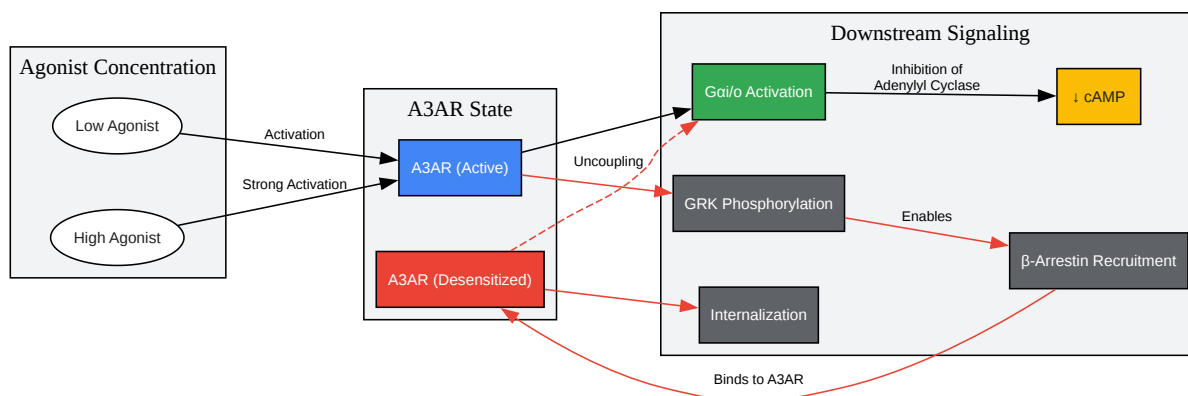 Agonist Concentration
Low Agonist
High Agonist
Activation
Strong Activation
A3AR State
A3AR (Active)
A3AR (Desensitized)
Uncoupling
Downstream Signaling
Gαi/o Activation
Inhibition of
Adenylyl Cyclase
↓ cAMP
GRK Phosphorylation
Enables
β-Arrestin Recruitment
Internalization
Binds to A3AR